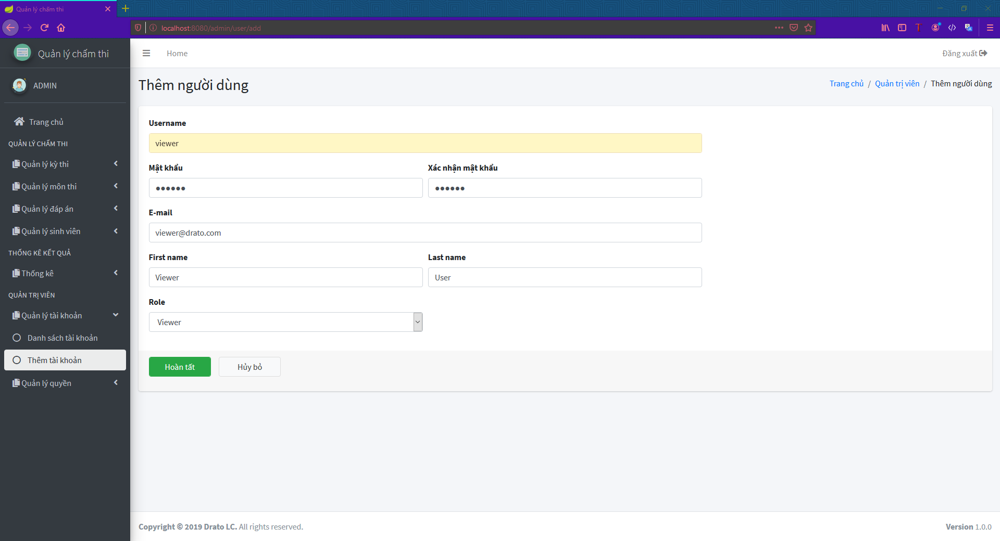 Quản lý chấm thi
localhost:8080/admin/user/add
Quản lý chấm thi
Home
Đăng xuất
ADMIN
Thêm người dùng
Trang chủ / Quản trị viên / Thêm người dùng
Trang chủ
QUẢN LÝ CHẤM THI
Quản lý kỳ thi
Quản lý môn thi
Quản lý đáp án
Quản lý sinh viên
THỐNG KÊ KẾT QUẢ
Thống kê
QUẢN TRỊ VIÊN
Quản lý tài khoản
Danh sách tài khoản
Thêm tài khoản
Quản lý quyền
Username
viewer
Mật khẩu
Xác nhận mật khẩu
●●●●●●
●●●●●●
E-mail
viewer@drato.com
First name
Last name
Viewer
User
Role
Viewer
Hoàn tất
Hủy bỏ
Copyright © 2019 Drato LC. All rights reserved.
Version 1.0.0